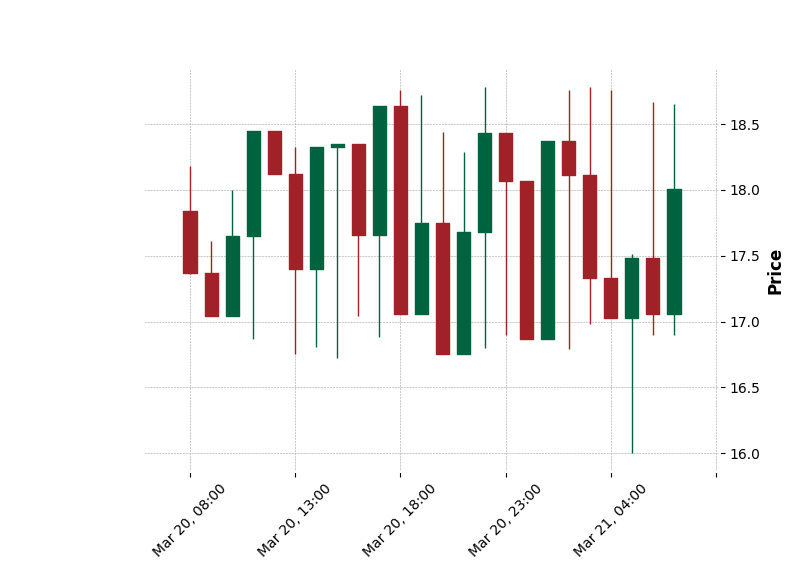 18.5
18.0
17.5
17.0
16.5
16.0
Price
Mar 20, 08:00
Mar 20, 13:00
Mar 20, 18:00
Mar 20, 23:00
Mar 21, 04:00